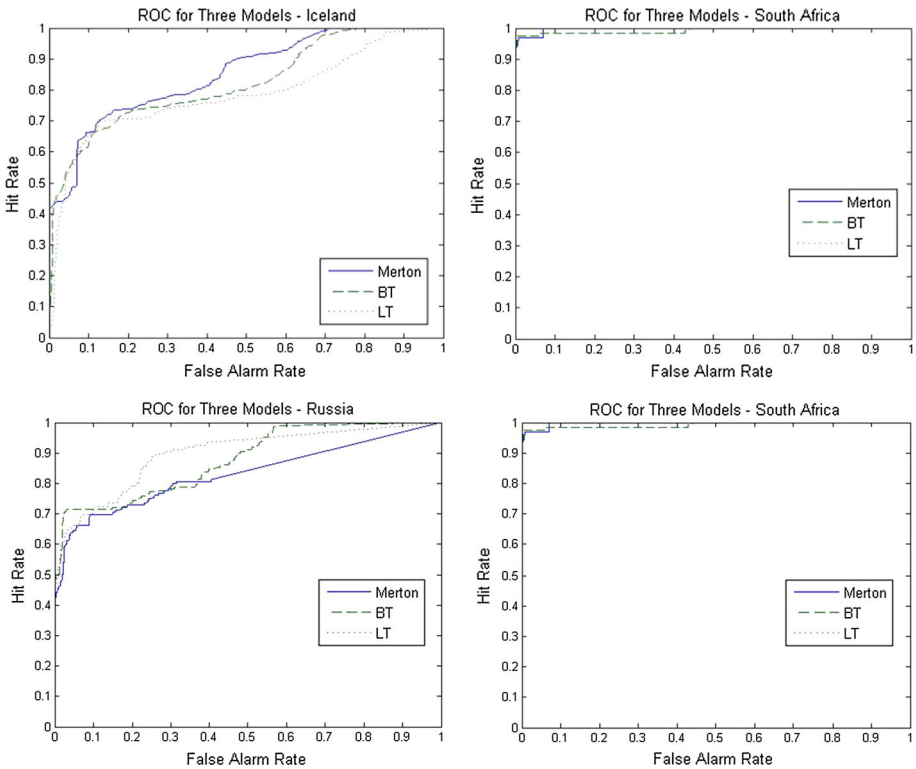 ROC for Three Models - Iceland
1
0.9
0.8
0.7
0.6
0.5
0.4
0.3
0.2
0.1
0
Hit Rate
Merton
BT
LT
0 0.1 0.2 0.3 0.4 0.5 0.6 0.7 0.8 0.9 1
False Alarm Rate
ROC for Three Models - South Africa
1
0.9
0.8
0.7
0.6
0.5
0.4
0.3
0.2
0.1
0
Hit Rate
Merton
BT
LT
0 0.1 0.2 0.3 0.4 0.5 0.6 0.7 0.8 0.9 1
False Alarm Rate
ROC for Three Models - Russia
1
0.9
0.8
0.7
0.6
0.5
0.4
0.3
0.2
0.1
0
Hit Rate
Merton
BT
LT
0 0.1 0.2 0.3 0.4 0.5 0.6 0.7 0.8 0.9 1
False Alarm Rate
ROC for Three Models - South Africa
1
0.9
0.8
0.7
0.6
0.5
0.4
0.3
0.2
0.1
0
Hit Rate
Merton
BT
LT
0 0.1 0.2 0.3 0.4 0.5 0.6 0.7 0.8 0.9 1
False Alarm Rate